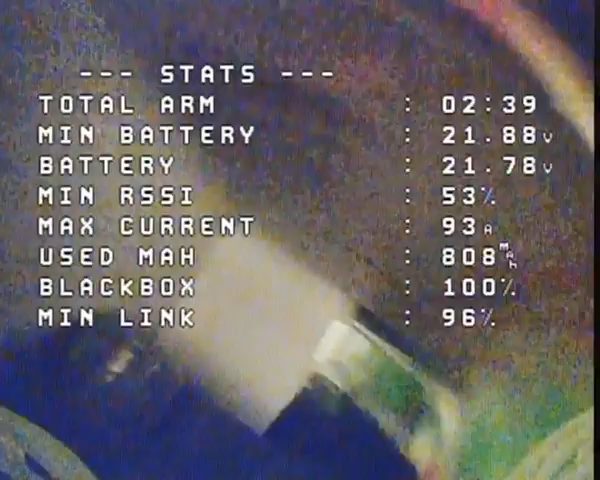 --- STATS ---
TOTAL ARM : 02:39
MIN BATTERY : 21.88V
BATTERY : 21.78V
MIN RSSI : 53%
MAX CURRENT : 93A
USED MAH : 808mAh
BLACKBOX : 100%
MIN LINK : 96%